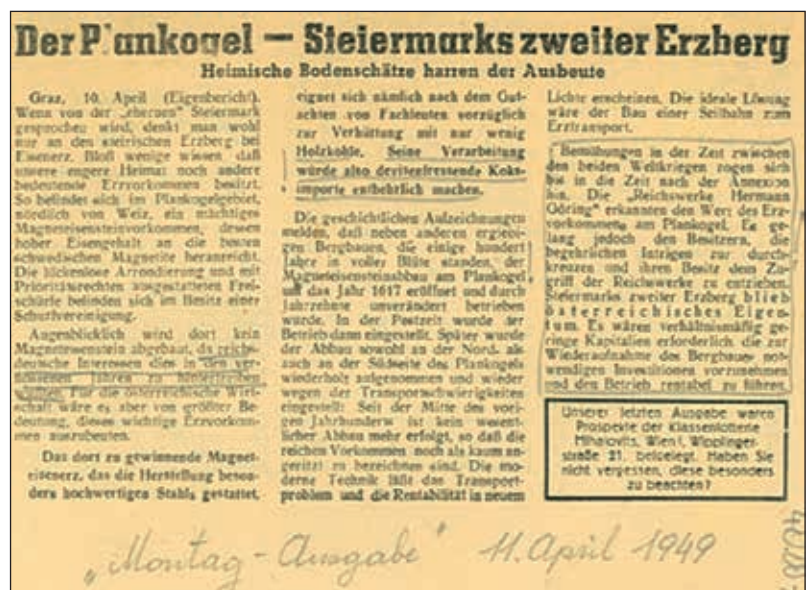 Der Plankogel — Steiermarks zweiter Erzberg
Heimische Bodenschätze harren der Ausbeute
Graz, 10. April (Eigenbericht).
Wenn von der „ehernen" Steiermark
gesprochen wird, denkt man wohl
nur an den steirischen Erzberg bei
Eisenerz. Bloß wenige wissen, daß
unsere engere Heimat noch andere
bedeutende Erzvorkommen besitzt.
So befindet sich im Plankogelgebiet,
nördlich von Weiz, ein mächtiges
Magneteisensteinvorkommen, dessen
hoher Eisengehalt an die besten
schwedischen Magnetite heranreicht.
Die lückenlose Arrondierung und mit
Prioritätsrechten ausgestatteten Frei-
schürfe befinden sich im Besitz einer
Schutzvereinigung.
Augenblicklich wird dort kein
Magneteisenstein abgebaut, da reichs-
deutsche Interessen dies in den ver-
flossenen Jahren zu hintertreiben
wußten. Für die österreichische Wirt-
schaft wäre es aber von größter Be-
deutung, dieses wichtige Erzvorkom-
men auszubeuten.
Das dort zu gewinnende Magnet-
eisenerz, das die Herstellung beson-
ders hochwertigen Stahls gestattet,
eignet sich nämlich nach dem Gut-
achten von Fachleuten vorzüglich
zur Verhüttung mit nur wenig
Holzkohle. Seine Verarbeitung
würde also devisenfressende Koks-
importe entbehrlich machen.
Die geschichtlichen Aufzeichnungen
melden, daß neben anderen ergiebi-
gen Bergbauen, die einige hundert
Jahre in voller Blüte standen, der
Magneteisensteinabbau am Plankogel
um das Jahr 1617 eröffnet und durch
Jahrzehnte unverändert betrieben
wurde. In der Pestzeit wurde der
Betrieb dann eingestellt. Später wurde
der Abbau sowohl an der Nord- als
auch an der Südseite des Plankogels
wiederholt aufgenommen und wieder
wegen der Transportschwierigkeiten
eingestellt. Seit der Mitte des vori-
gen Jahrhunderts ist kein wesent-
licher Abbau mehr erfolgt, so daß die
reichen Vorkommen noch als kaum an-
geritzt zu bezeichnen sind. Die mo-
derne Technik läßt das Transport-
problem und die Rentabilität in neuem
Lichte erscheinen. Die ideale Lösung
wäre der Bau einer Seilbahn zum
Erztransport.
Bemühungen in der Zeit zwischen
den beiden Weltkriegen zogen sich
bis in die Zeit nach der Annexion
hin. Die „Reichswerke Hermann
Göring" erkannten den Wert des Erz-
vorkommens am Plankogel. Es ge-
lang jedoch den Besitzern, die
begehrlichen Intrigen zu durch-
kreuzen und ihren Besitz dem Zu-
griff der Reichswerke zu entziehen.
Steiermarks zweiter Erzberg blieb
österreichisches Eigen-
tum. Es wären verhältnismäßig ge-
ringe Kapitalien erforderlich, die zur
Wiederaufnahme des Bergbaues not-
wendigen Investitionen vorzunehmen
und den Betrieb rentabel zu führen.
Unserer letzten Ausgabe waren
Prospekte der Klassenlotterie
Mihalovits, Wien I, Wipplinger-
straße 21, beigelegt. Haben Sie
nicht vergessen, diese besonders
zu beachten?
„Montag-Ausgabe" 11. April 1949